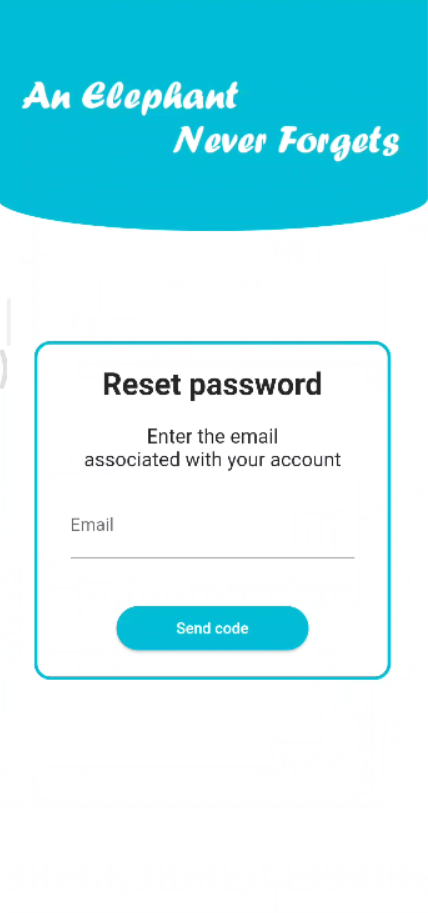 An Elephant
Never Forgets
Reset password
Enter the email
associated with your account
Email
Send code